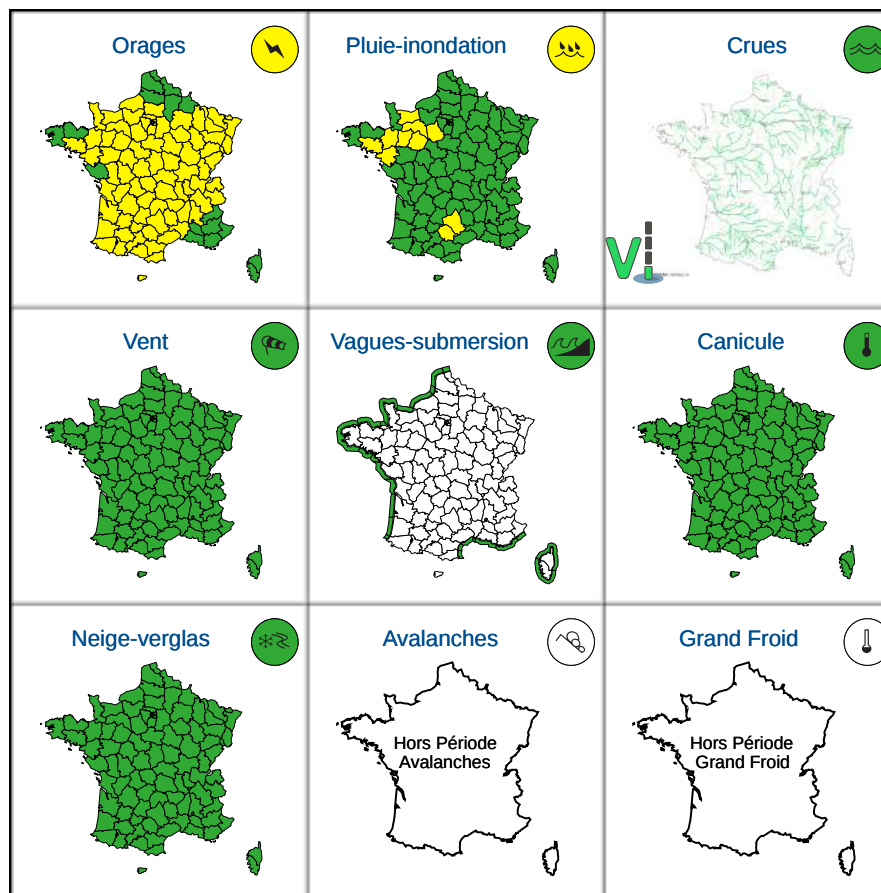 Orages
Pluie-inondation
Crues
Vent
Vagues-submersion
Canicule
Neige-verglas
Avalanches
Grand Froid
Hors Période
Avalanches
Hors Période
Grand Froid